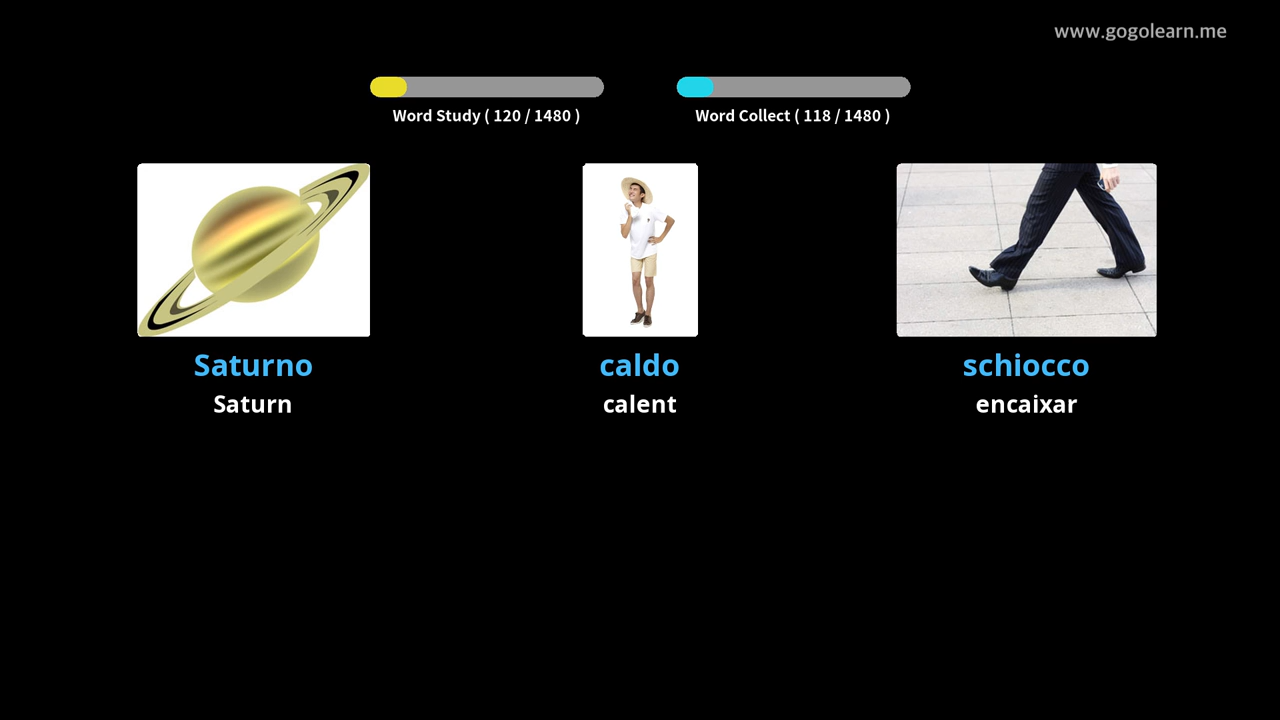 www.gogolearn.me
Word Study ( 120 / 1480 )
Word Collect ( 118 / 1480 )
Saturno
Saturn
caldo
calent
schiocco
encaixar